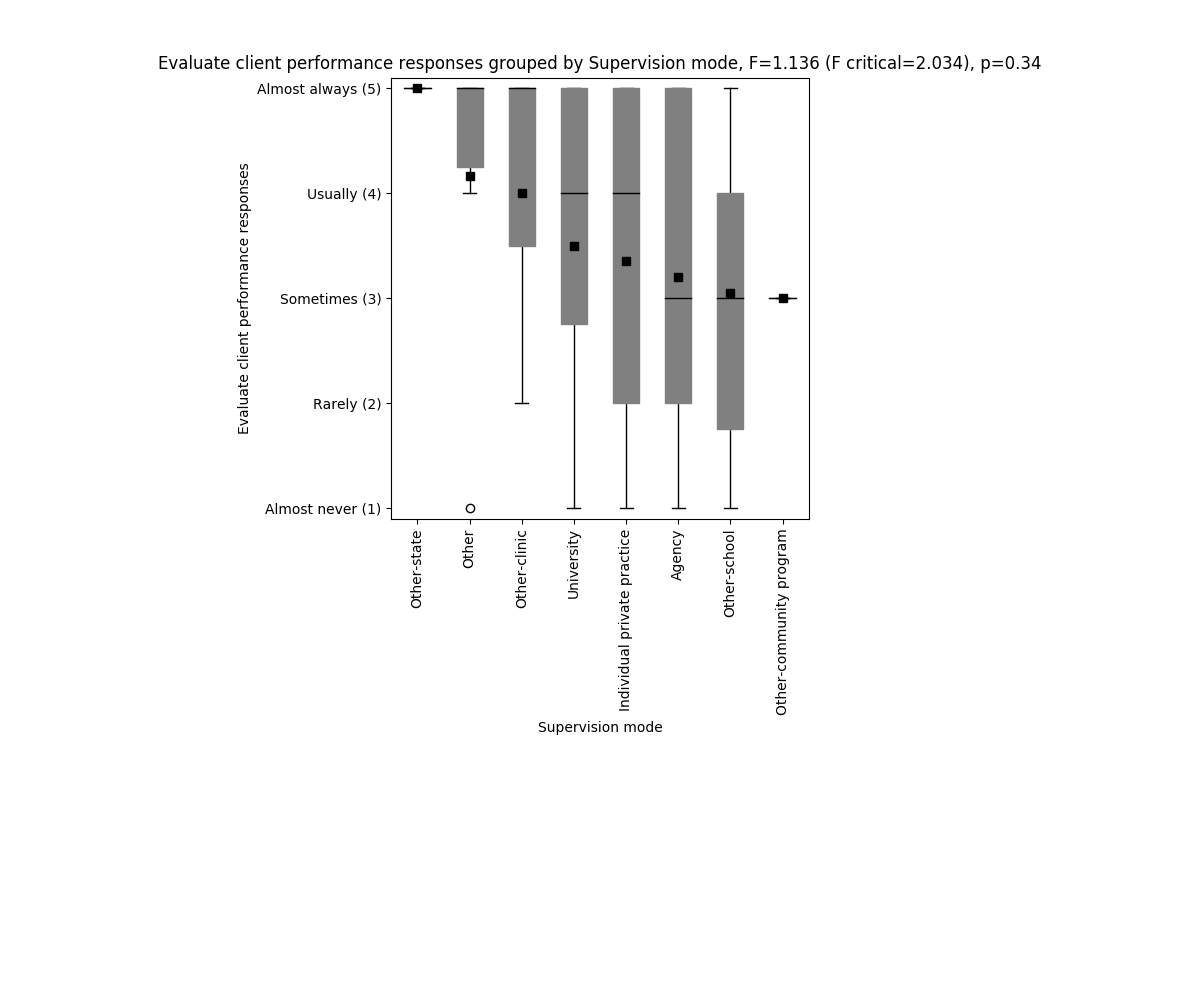 Evaluate client performance responses grouped by Supervision mode, F=1.136 (F critical=2.034), p=0.34
Evaluate client performance responses
Almost always (5)
Usually (4)
Sometimes (3)
Rarely (2)
Almost never (1)
Other-state
Other
Other-clinic
University
Individual private practice
Agency
Other-school
Other-community program
Supervision mode